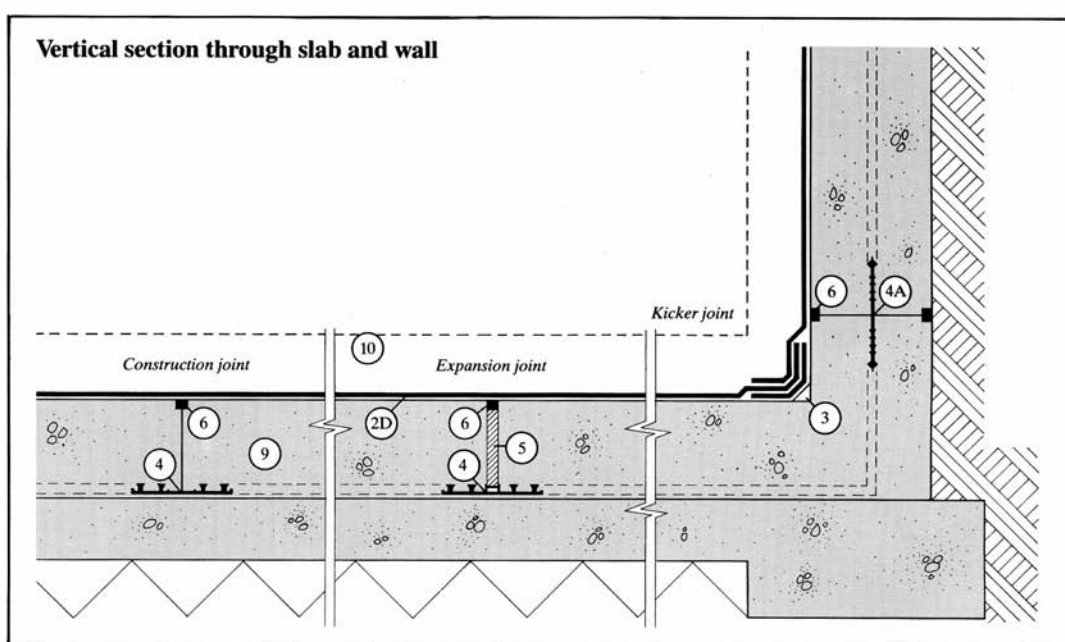 Vertical section through slab and wall
Kicker joint
6
4A
10
Construction joint
Expansion joint
6
2D
6
3
9
5
4
4